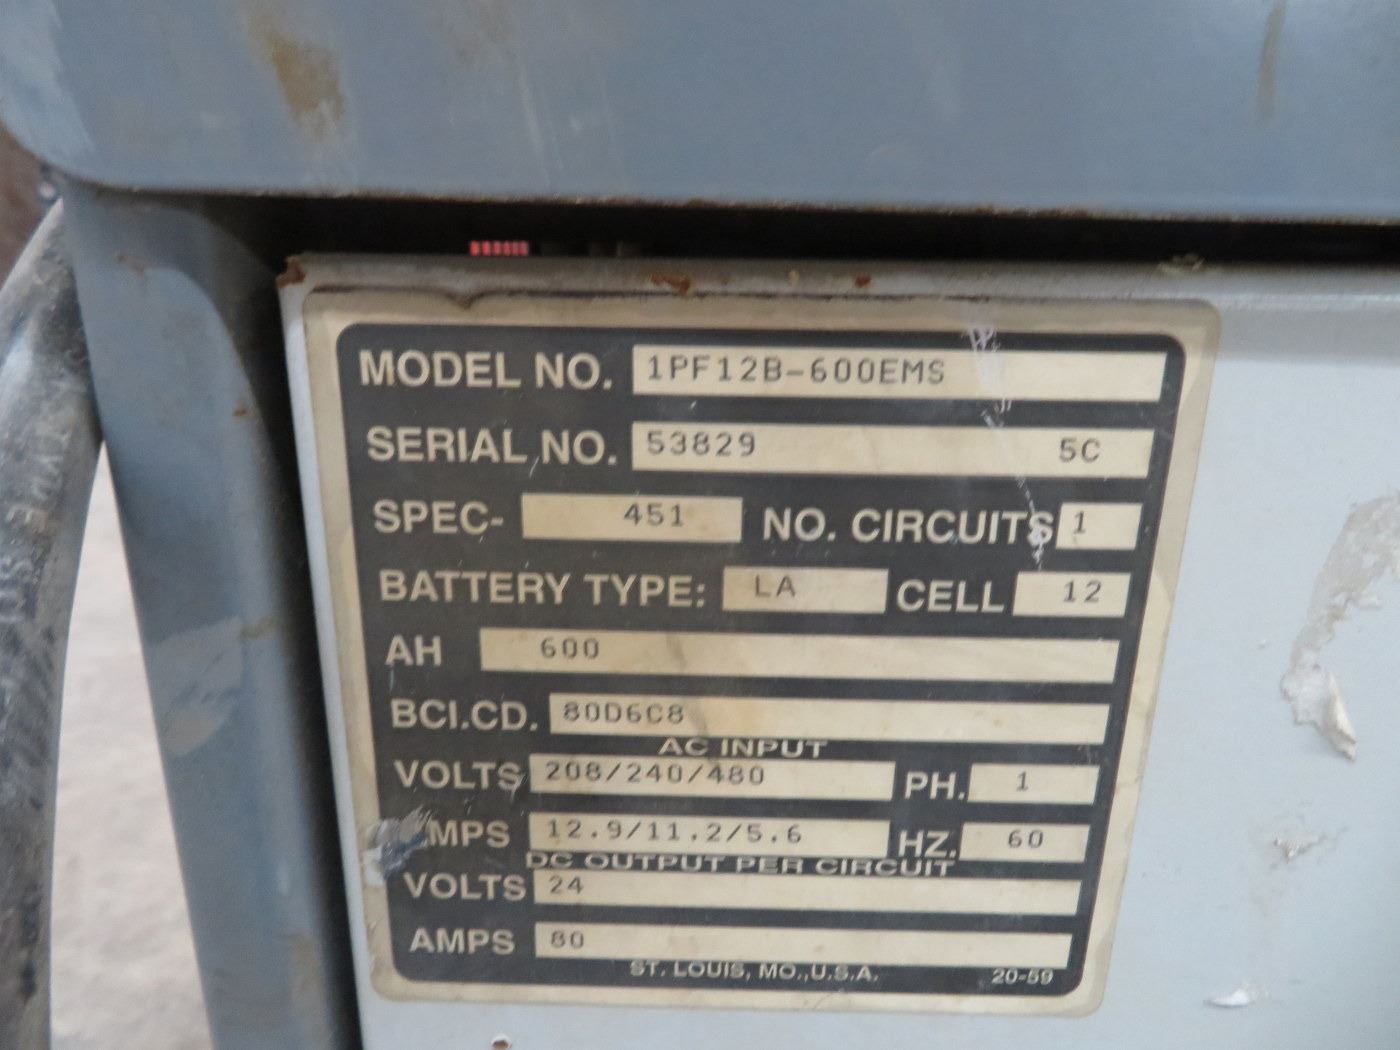 MODEL NO. 1PF12B-600EMS
SERIAL NO. 53829 5C
SPEC- 451 NO. CIRCUITS 1
BATTERY TYPE: LA CELL 12
AH 600
BCI.CD. 80D6C8
AC INPUT
VOLTS 208/240/480 PH. 1
MPS 12.9/11.2/5.6 HZ. 60
DC OUTPUT PER CIRCUIT
VOLTS 24
AMPS 80
ST. LOUIS, MO.,U.S.A. 20-59